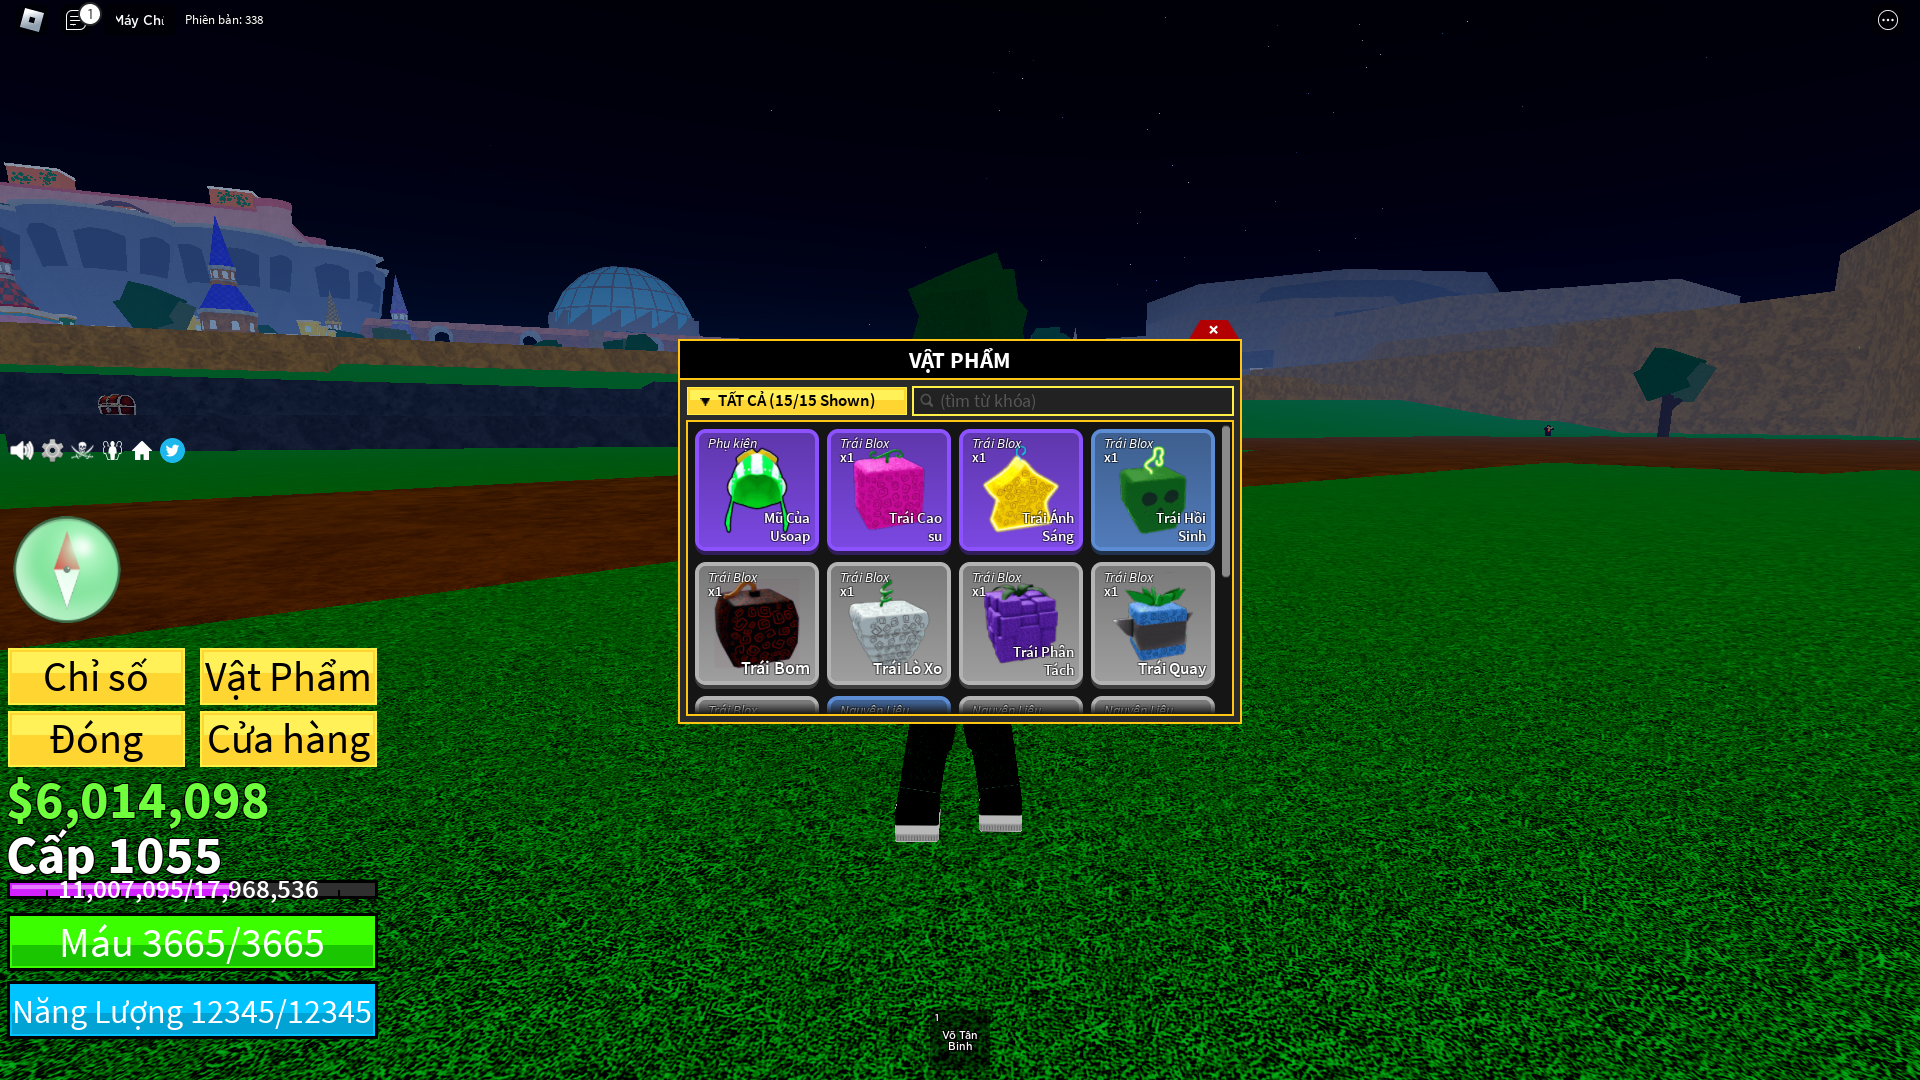 1
Máy Chủ
Phiên bản: 338
VẬT PHẨM
▼ TẤT CẢ (15/15 Shown)
(tìm từ khóa)
Phụ kiện
Mũ Của
Usoap
Trái Blox
x1
Trái Cao
su
Trái Blox
x1
Trái Ánh
Sáng
Trái Blox
x1
Trái Hồi
Sinh
Trái Blox
x1
Trái Bom
Trái Blox
x1
Trái Lò Xo
Trái Blox
x1
Trái Phân
Tách
Trái Blox
x1
Trái Quay
Trái Blox
Nguyên Liệu
Nguyên Liệu
Nguyên Liệu
Chỉ số
Vật Phẩm
Đóng
Cửa hàng
$6,014,098
Cấp 1055
11,007,095/17,968,536
Máu 3665/3665
Năng Lượng 12345/12345
1
Võ Tân
Binh